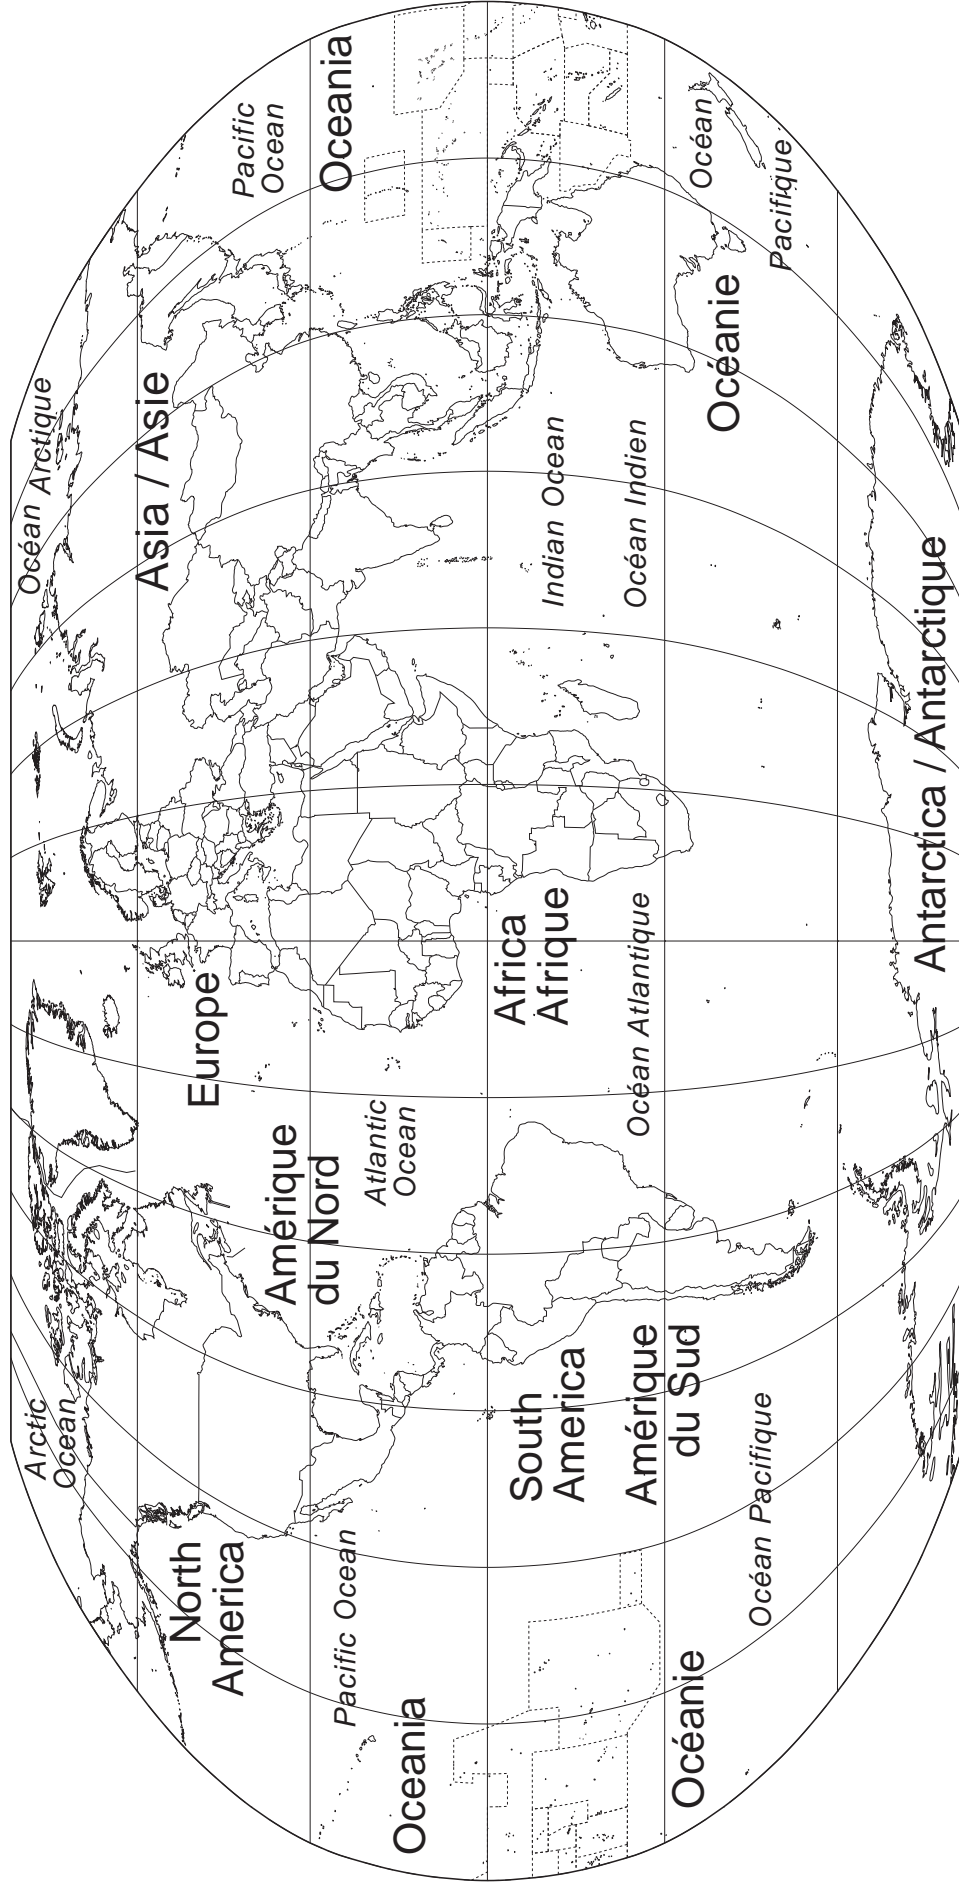 Arctic
Ocean
Océan Arctique
North
America
Amérique
du Nord
Europe
Asia / Asie
Pacific Ocean
Atlantic
Ocean
Pacific
Ocean
Oceania
Oceania
South
America
Amérique
du Sud
Africa
Afrique
Indian Ocean
Océan Indien
Océan Atlantique
Océanie
Océan Pacifique
Océanie
Océan
Pacifique
Antarctica / Antarctique